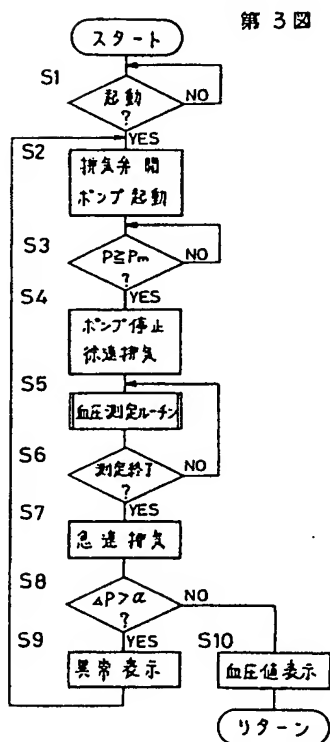 第 3 図
スタート
S1
起動
?
NO
YES
S2
排気弁 開
ポンプ起動
S3
P≧Pm
?
NO
YES
S4
ポンプ停止
徐速排気
S5
血圧測定ルーチン
S6
測定終了
?
NO
YES
S7
急速排気
S8
ΔP>α
?
NO
YES
S9
異常表示
S10
血圧値表示
リターン